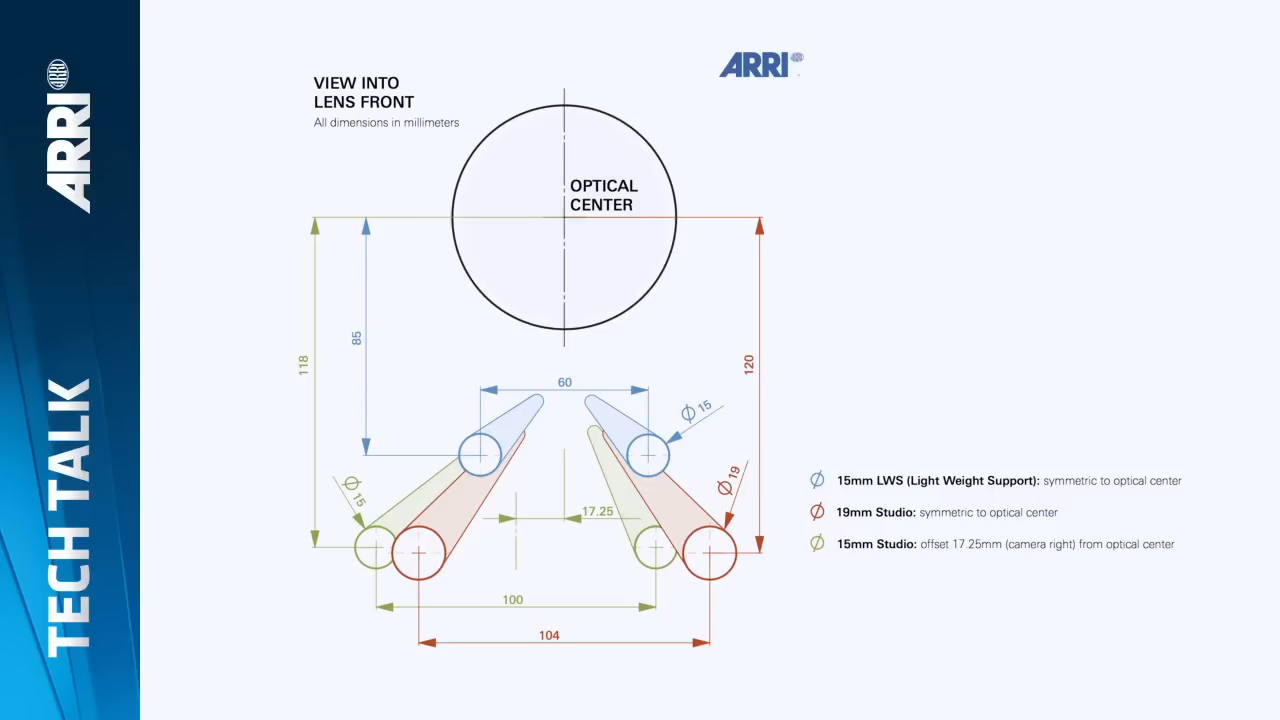 ARRI
TECH TALK
ARRI
VIEW INTO
LENS FRONT
All dimensions in millimeters
OPTICAL
CENTER
118
85
120
60
Ø 15
Ø 15
Ø 19
17.25
100
104
Ø 15mm LWS (Light Weight Support): symmetric to optical center
Ø 19mm Studio: symmetric to optical center
Ø 15mm Studio: offset 17.25mm (camera right) from optical center